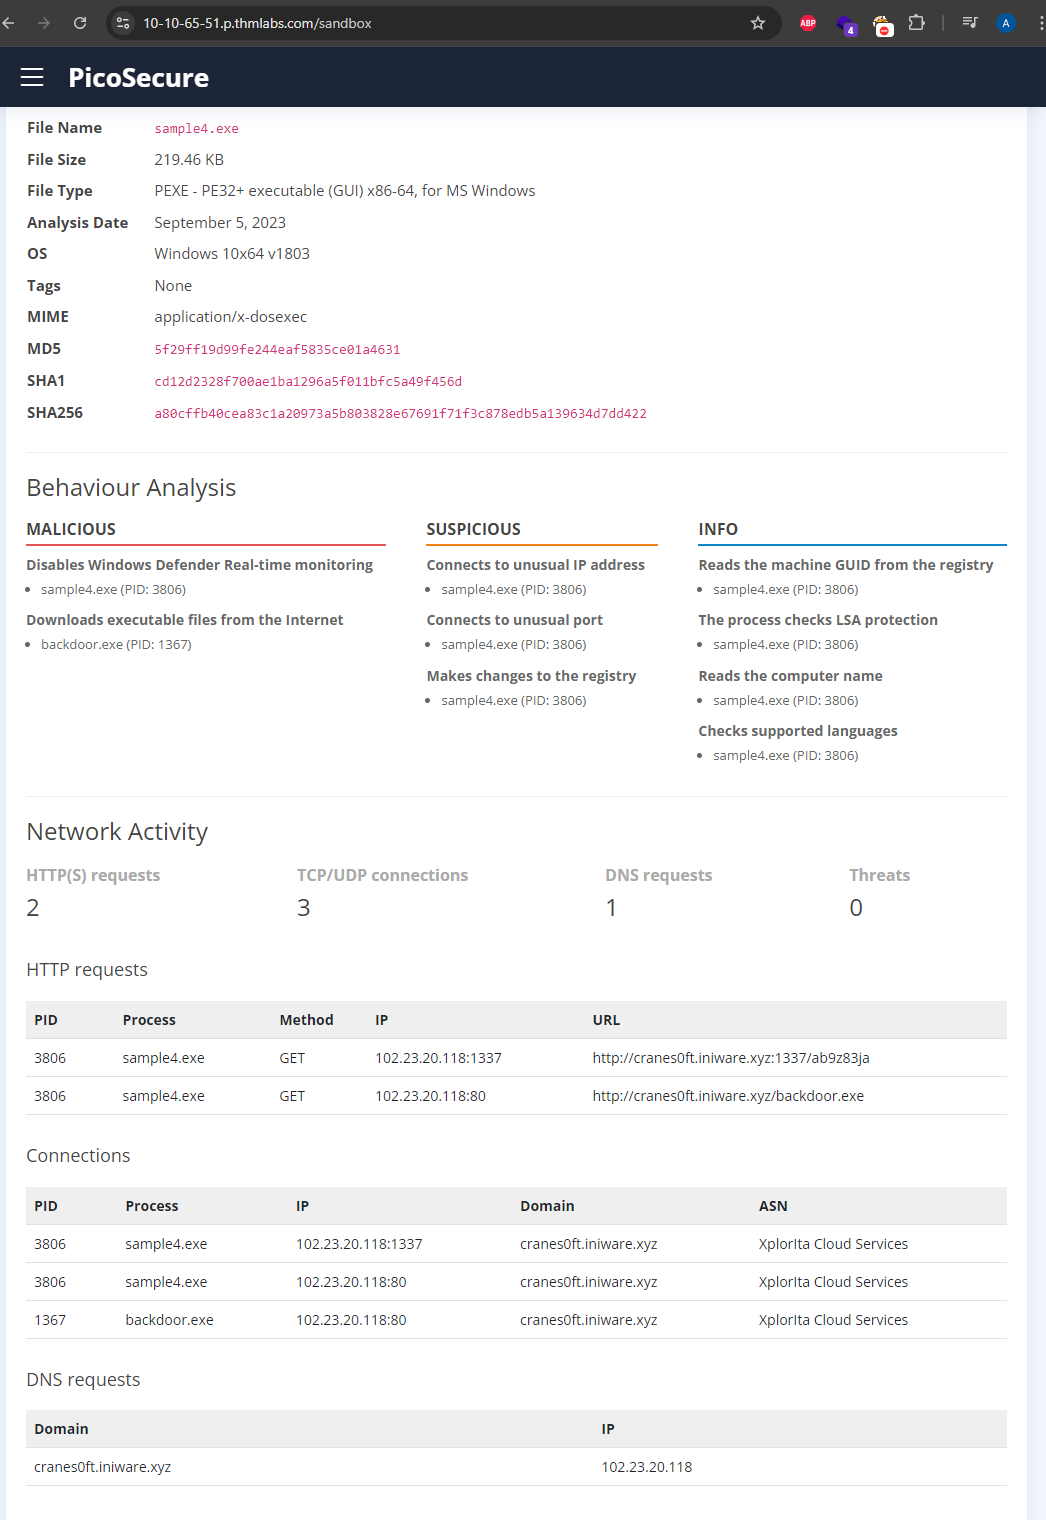 10-10-65-51.p.thmlabs.com/sandbox
ABP
4
A
PicoSecure
File Name sample4.exe
File Size 219.46 KB
File Type PEXE - PE32+ executable (GUI) x86-64, for MS Windows
Analysis Date September 5, 2023
OS Windows 10x64 v1803
Tags None
MIME application/x-dosexec
MD5 5f29ff19d99fe244eaf5835ce01a4631
SHA1 cd12d2328f700ae1ba1296a5f011bfc5a49f456d
SHA256 a80cffb40cea83c1a20973a5b803828e67691f71f3c878edb5a139634d7dd422
Behaviour Analysis
MALICIOUS
Disables Windows Defender Real-time monitoring
• sample4.exe (PID: 3806)
Downloads executable files from the Internet
• backdoor.exe (PID: 1367)
SUSPICIOUS
Connects to unusual IP address
• sample4.exe (PID: 3806)
Connects to unusual port
• sample4.exe (PID: 3806)
Makes changes to the registry
• sample4.exe (PID: 3806)
INFO
Reads the machine GUID from the registry
• sample4.exe (PID: 3806)
The process checks LSA protection
• sample4.exe (PID: 3806)
Reads the computer name
• sample4.exe (PID: 3806)
Checks supported languages
• sample4.exe (PID: 3806)
Network Activity
HTTP(S) requests TCP/UDP connections DNS requests Threats
2 3 1 0
HTTP requests
PID Process Method IP URL
3806 sample4.exe GET 102.23.20.118:1337 http://cranes0ft.iniware.xyz:1337/ab9z83ja
3806 sample4.exe GET 102.23.20.118:80 http://cranes0ft.iniware.xyz/backdoor.exe
Connections
PID Process IP Domain ASN
3806 sample4.exe 102.23.20.118:1337 cranes0ft.iniware.xyz XplorIta Cloud Services
3806 sample4.exe 102.23.20.118:80 cranes0ft.iniware.xyz XplorIta Cloud Services
1367 backdoor.exe 102.23.20.118:80 cranes0ft.iniware.xyz XplorIta Cloud Services
DNS requests
Domain IP
cranes0ft.iniware.xyz 102.23.20.118